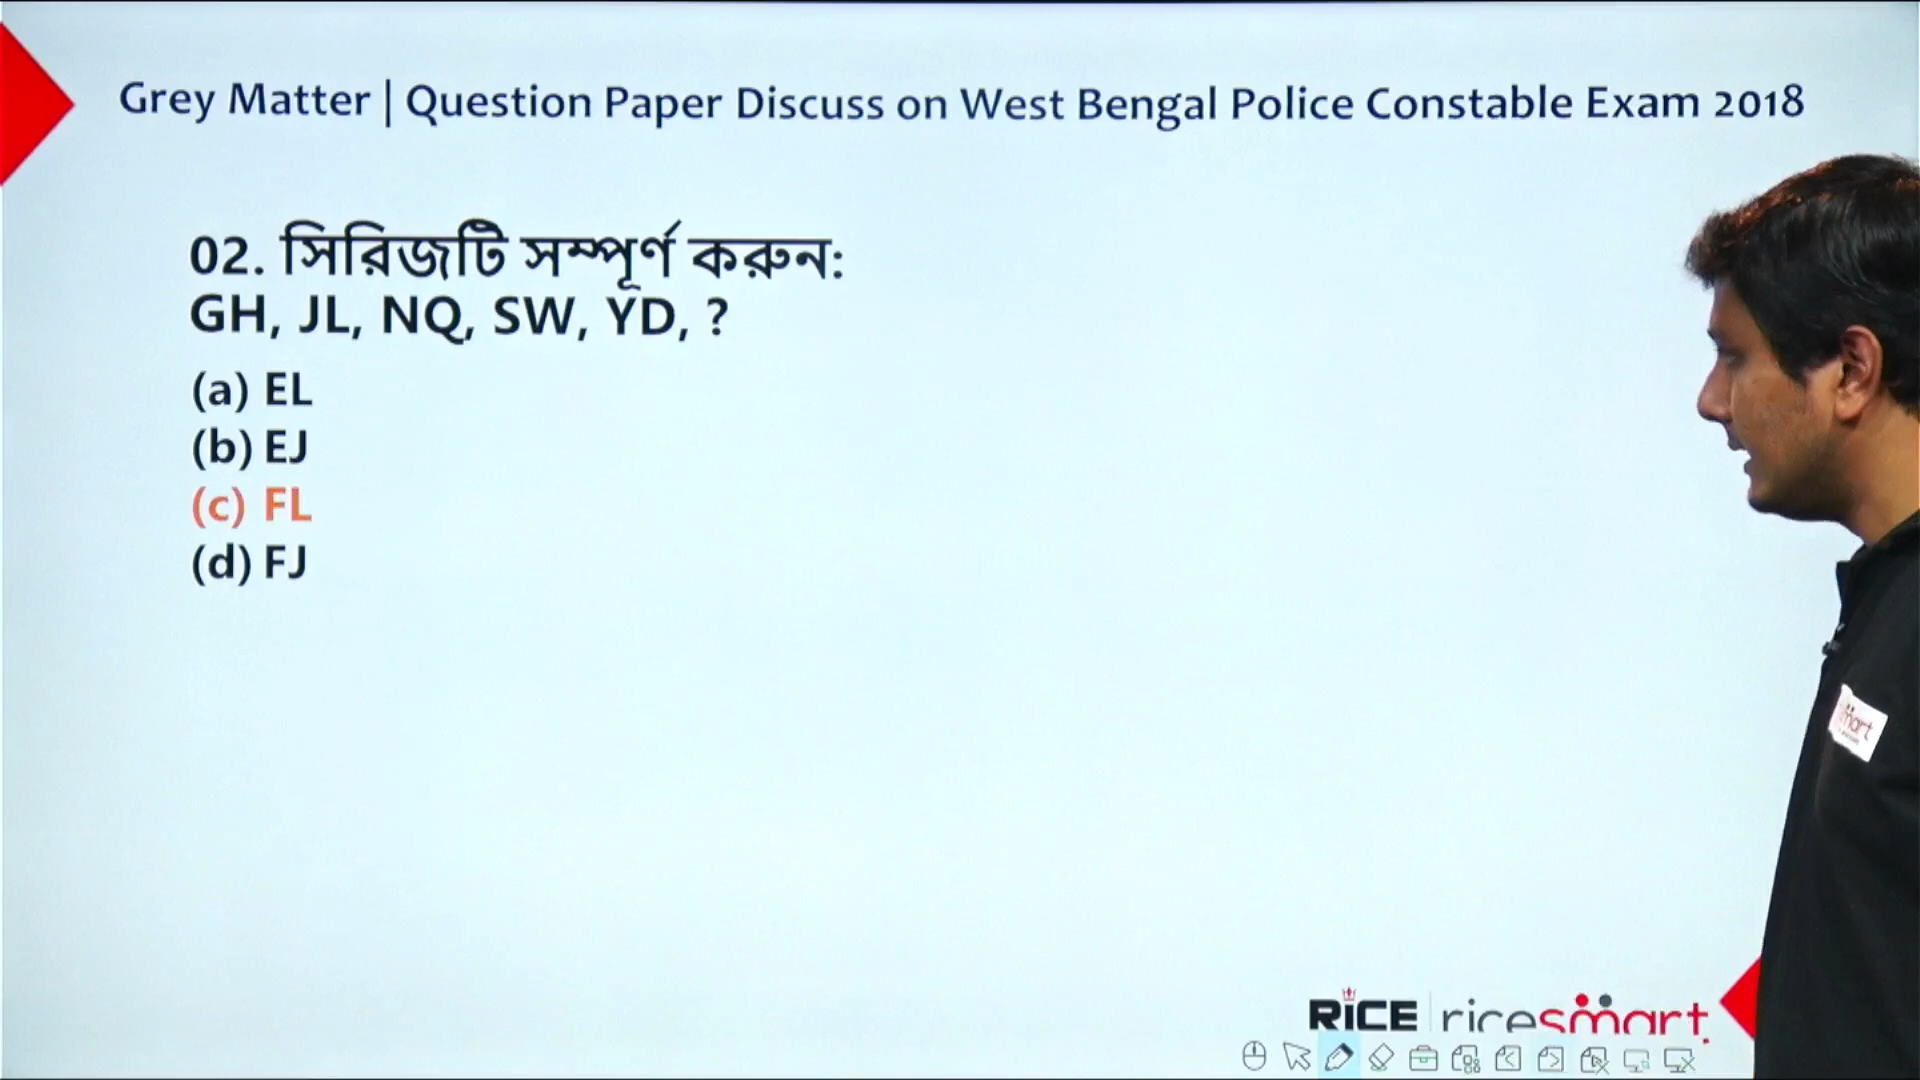 Grey Matter | Question Paper Discuss on West Bengal Police Constable Exam 2018
02. সিরিজটি সম্পূর্ণ করুন:
GH, JL, NQ, SW, YD, ?
(a) EL
(b) EJ
(c) FL
(d) FJ
RICE | ricesmart